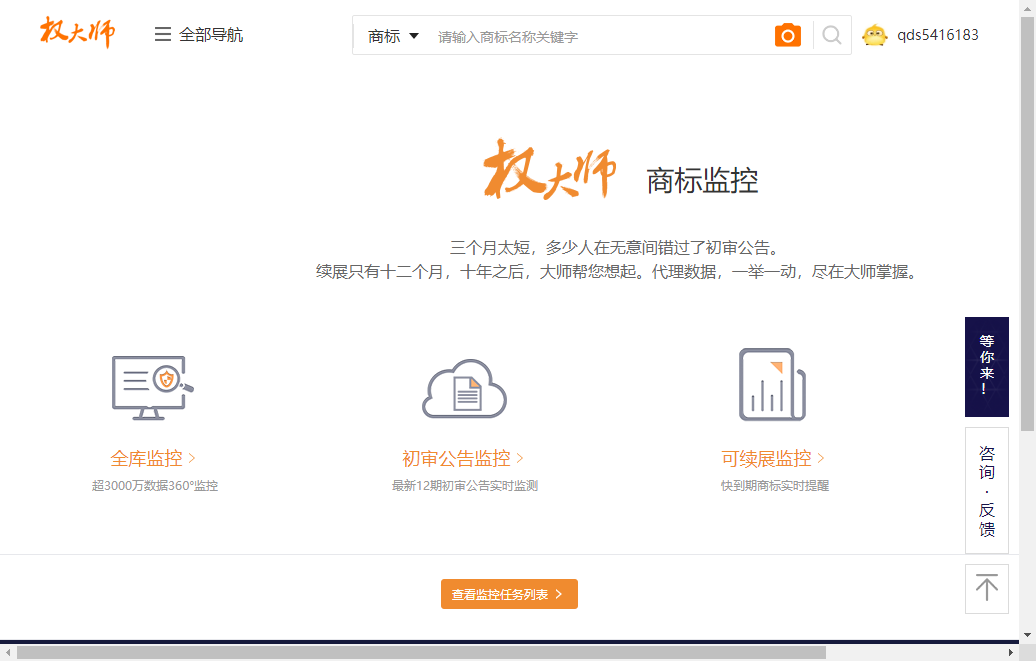 权大师
全部导航
商标
请输入商标名称关键字
qds5416183
权大师 商标监控
三个月太短，多少人在无意间错过了初审公告。
续展只有十二个月，十年之后，大师帮您想起。代理数据，一举一动，尽在大师掌握。
全库监控
超3000万数据360°监控
初审公告监控
最新12期初审公告实时监测
可续展监控
快到期商标实时提醒
等你来！
咨询·反馈
查看监控任务列表